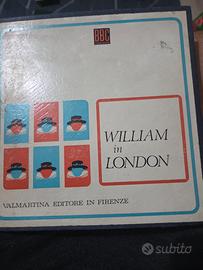 BBC
WILLIAM
in
LONDON
VALMARTINA EDITORE IN FIRENZE
subito